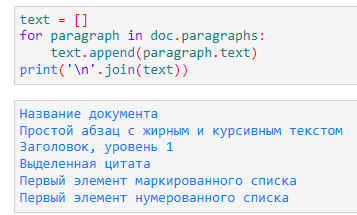 text = []
for paragraph in doc.paragraphs:
    text.append(paragraph.text)
print('\n'.join(text))
Название документа
Простой абзац с жирным и курсивным текстом
Заголовок, уровень 1
Выделенная цитата
Первый элемент маркированного списка
Первый элемент нумерованного списка